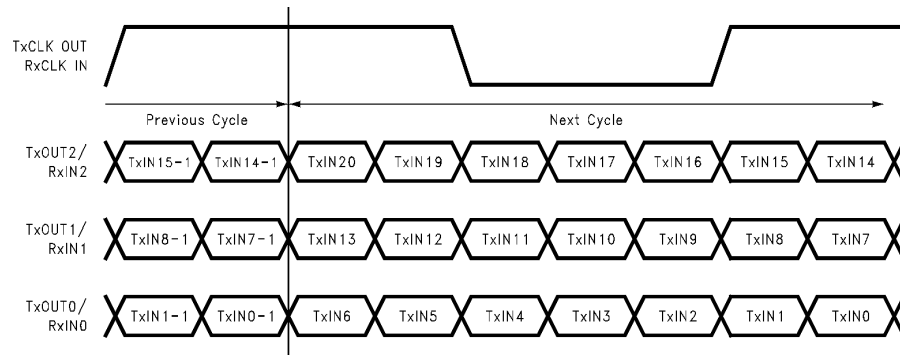 TxCLK OUT
RxCLK IN
Previous Cycle Next Cycle
TxOUT2/
RxIN2
TxIN15-1 TxIN14-1 TxIN20 TxIN19 TxIN18 TxIN17 TxIN16 TxIN15 TxIN14
TxOUT1/
RxIN1
TxIN8-1 TxIN7-1 TxIN13 TxIN12 TxIN11 TxIN10 TxIN9 TxIN8 TxIN7
TxOUT0/
RxIN0
TxIN1-1 TxIN0-1 TxIN6 TxIN5 TxIN4 TxIN3 TxIN2 TxIN1 TxIN0